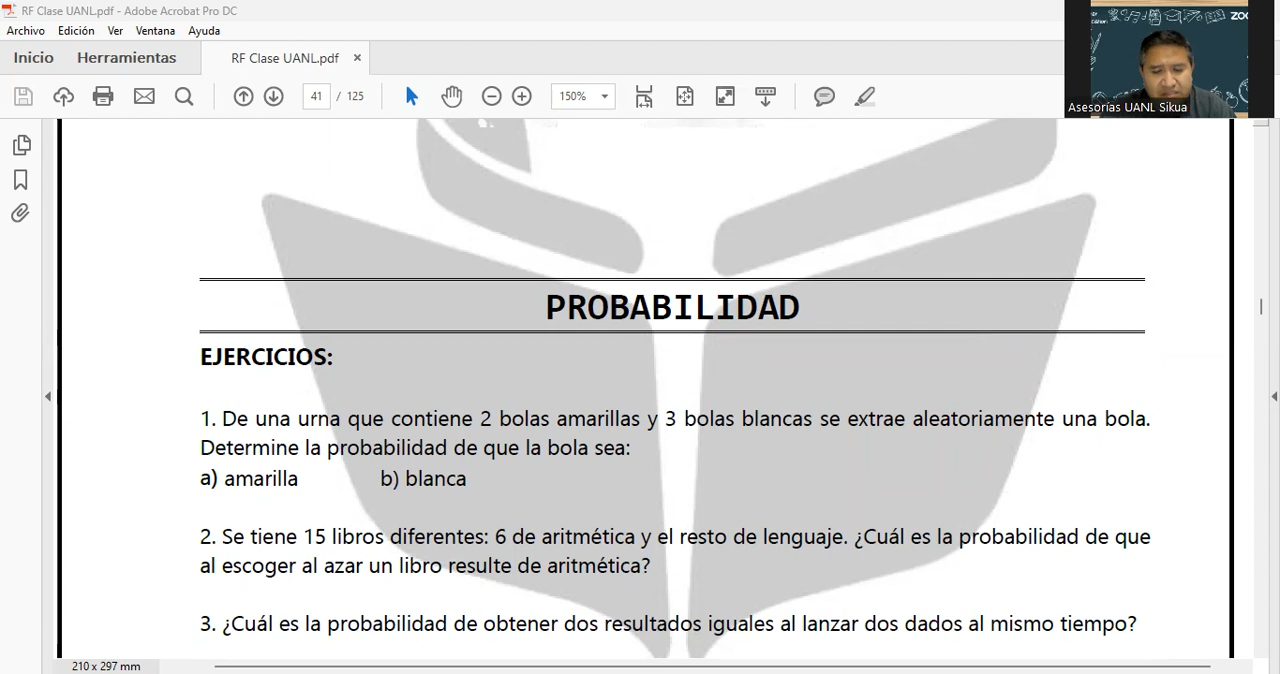 RF Clase UANL.pdf - Adobe Acrobat Pro DC
Archivo Edición Ver Ventana Ayuda
Inicio Herramientas RF Clase UANL.pdf ×
41 / 125 150%
Asesorías UANL Sikua
PROBABILIDAD
EJERCICIOS:
1. De una urna que contiene 2 bolas amarillas y 3 bolas blancas se extrae aleatoriamente una bola.
Determine la probabilidad de que la bola sea:
a) amarilla b) blanca
2. Se tiene 15 libros diferentes: 6 de aritmética y el resto de lenguaje. ¿Cuál es la probabilidad de que
al escoger al azar un libro resulte de aritmética?
3. ¿Cuál es la probabilidad de obtener dos resultados iguales al lanzar dos dados al mismo tiempo?
210 x 297 mm